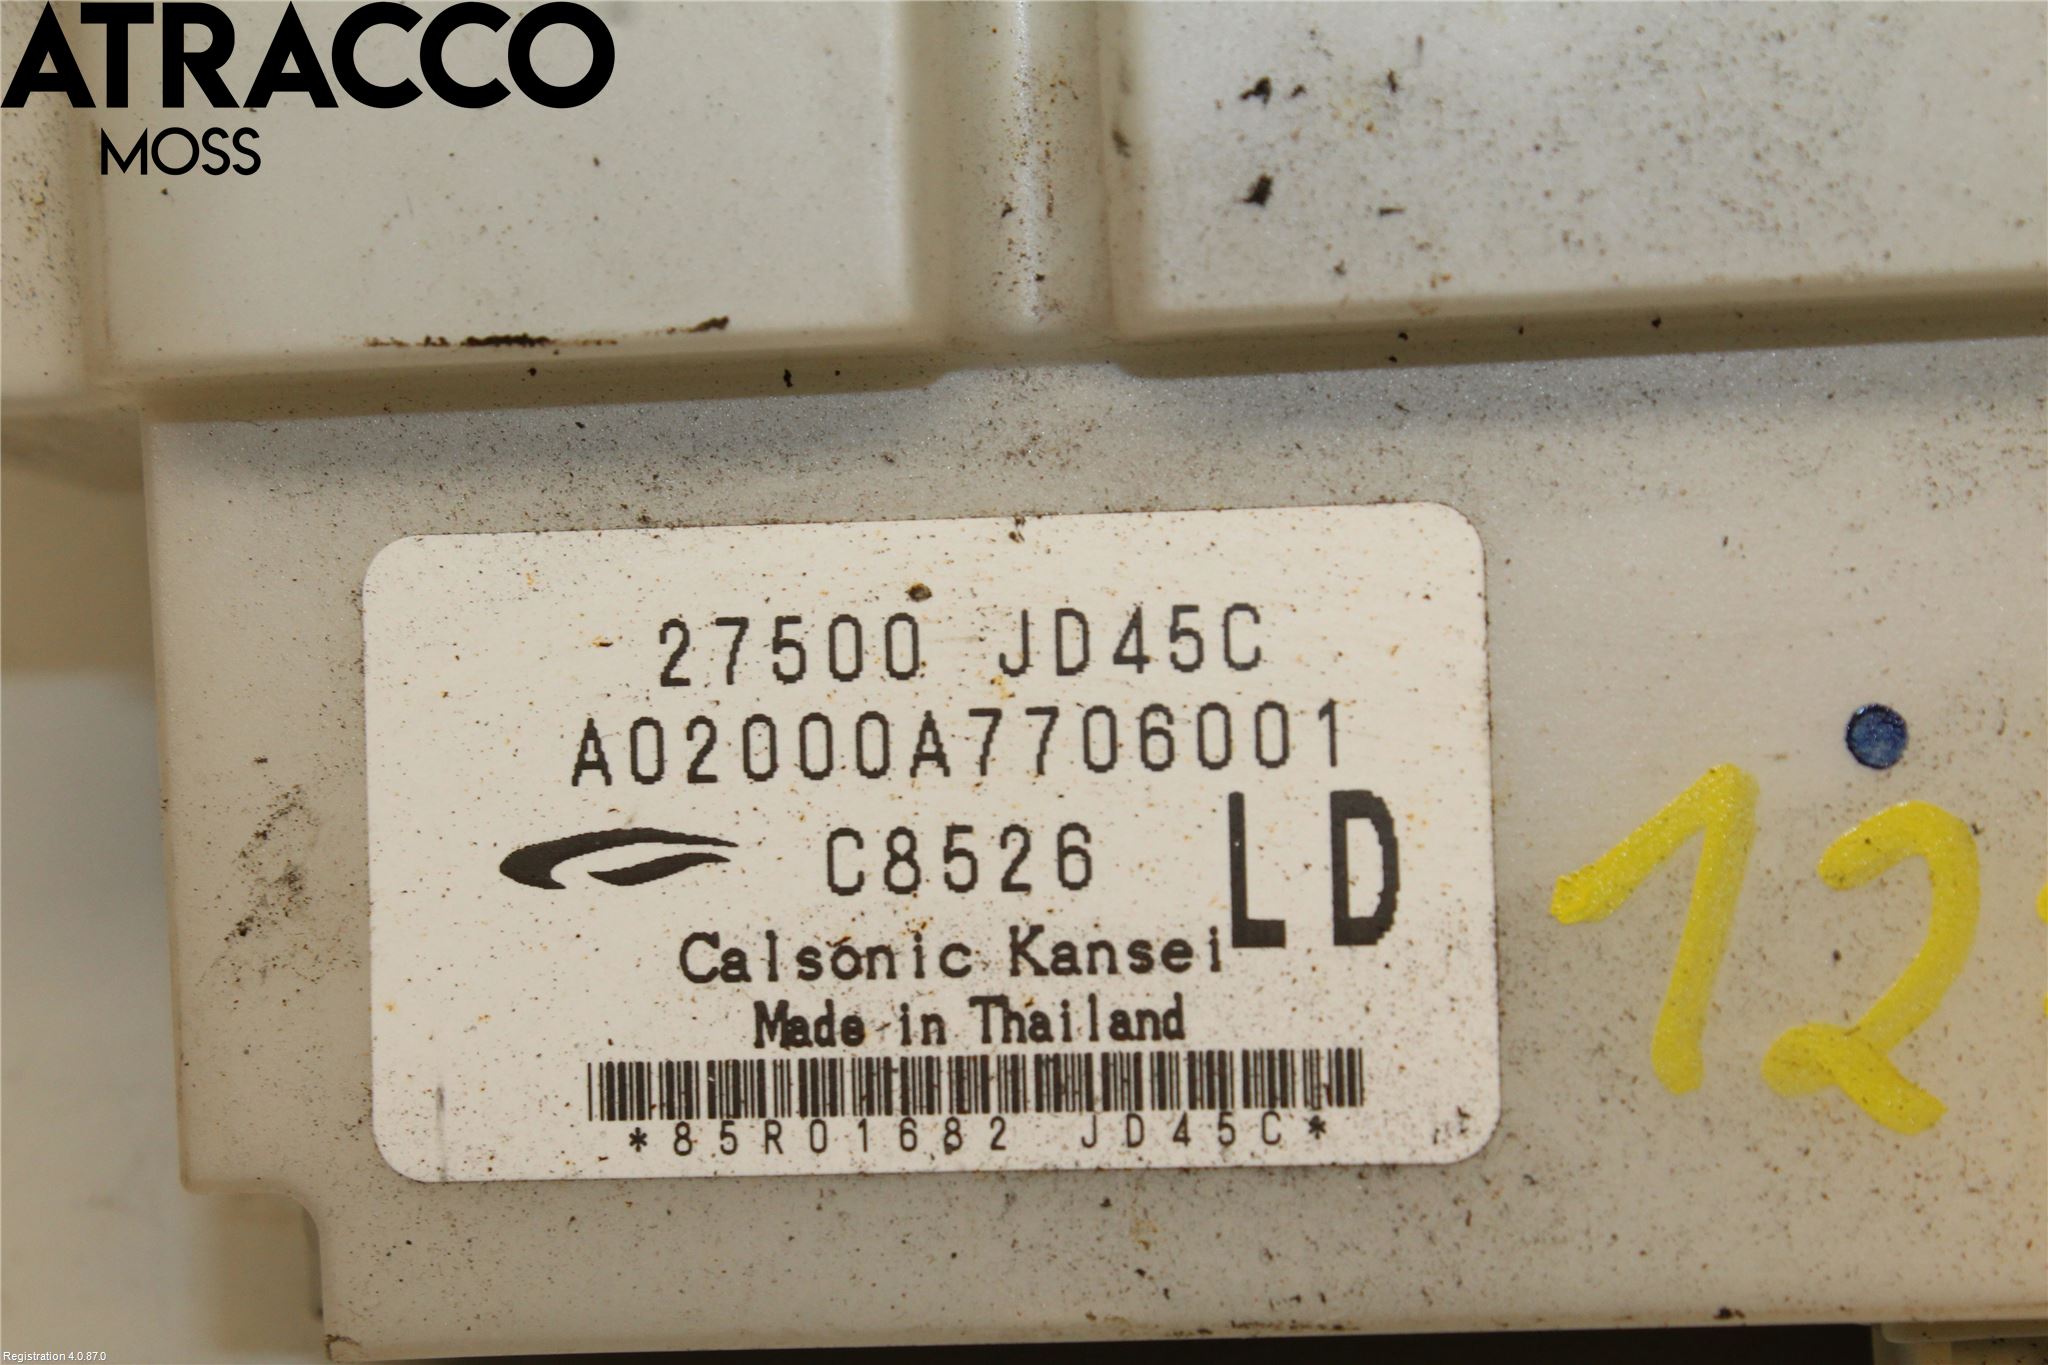 ATRACCO
MOSS
27500 JD45C
A02000A7706001
C8526 LD
Calsonic Kansei
Made in Thailand
*85R01682 JD45C*
12
Registration 4.0.87.0